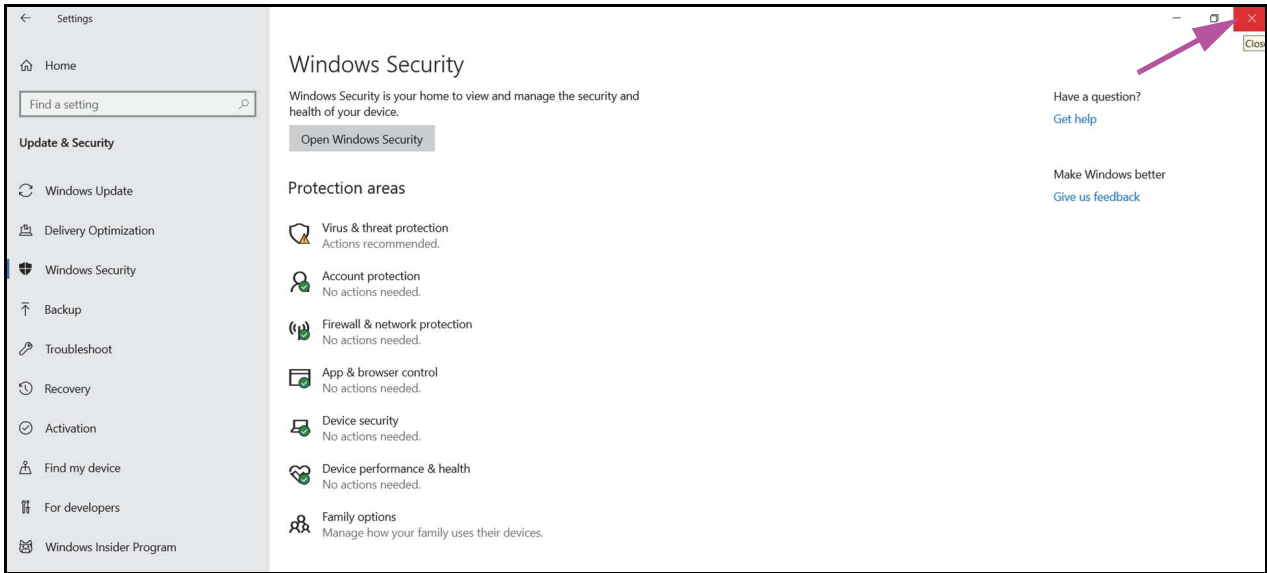 Settings
Home
Find a setting
Update & Security
Windows Update
Delivery Optimization
Windows Security
Backup
Troubleshoot
Recovery
Activation
Find my device
For developers
Windows Insider Program
Windows Security
Windows Security is your home to view and manage the security and
health of your device.
Open Windows Security
Protection areas
Virus & threat protection
Actions recommended.
Account protection
No actions needed.
Firewall & network protection
No actions needed.
App & browser control
No actions needed.
Device security
No actions needed.
Device performance & health
No actions needed.
Family options
Manage how your family uses their devices.
Clos
Have a question?
Get help
Make Windows better
Give us feedback